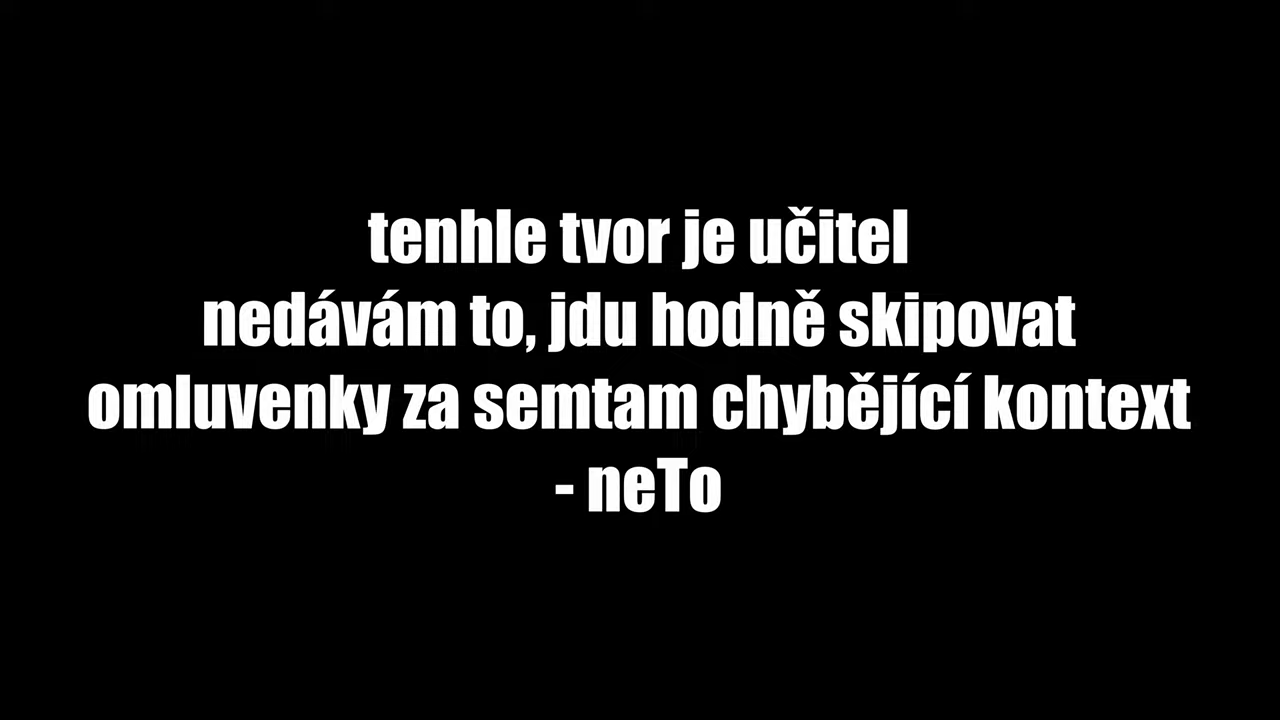 tenhle tvor je učitel
nedávám to, jdu hodně skipovat
omluvenky za semtam chybějící kontext
- neTo